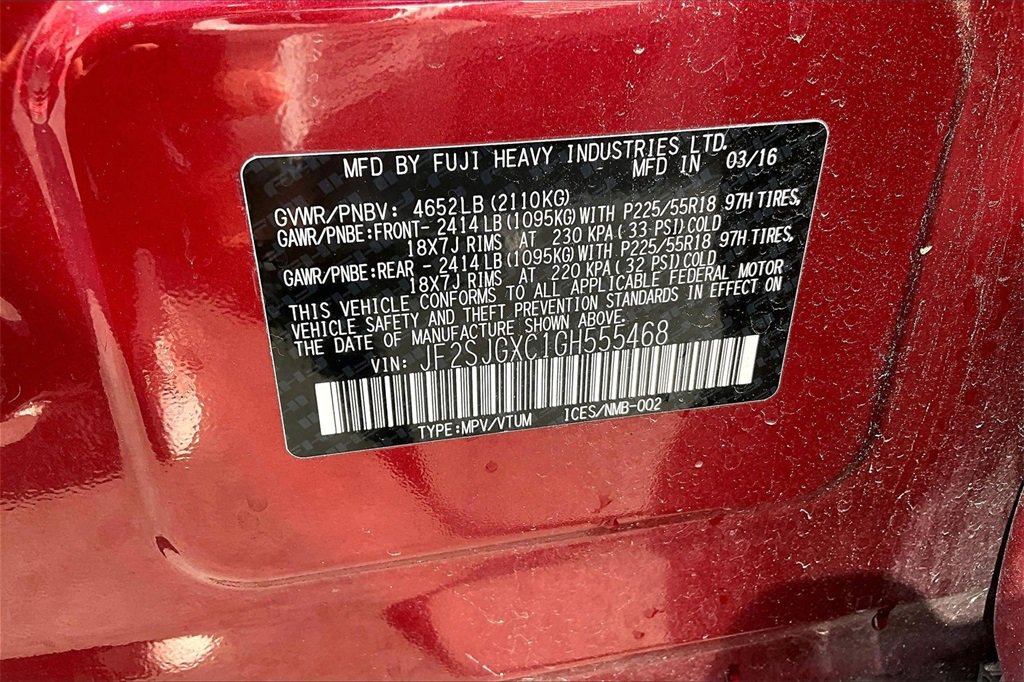 MFD BY FUJI HEAVY INDUSTRIES LTD.
MFD IN 03/16
GVWR/PNBV: 4652LB(2110KG)
GAWR/PNBE:FRONT- 2414LB(1095KG)WITH P225/55R18 97H TIRES,
18X7J RIMS AT 230 KPA(33 PSI)COLD
GAWR/PNBE:REAR - 2414LB(1095KG)WITH P225/55R18 97H TIRES,
18X7J RIMS AT 220 KPA(32 PSI)COLD
THIS VEHICLE CONFORMS TO ALL APPLICABLE FEDERAL MOTOR
VEHICLE SAFETY AND THEFT PREVENTION STANDARDS IN EFFECT ON
THE DATE OF MANUFACTURE SHOWN ABOVE.
VIN: JF2SJGXC1GH555468
TYPE:MPV/VTUM ICES/NMB-002